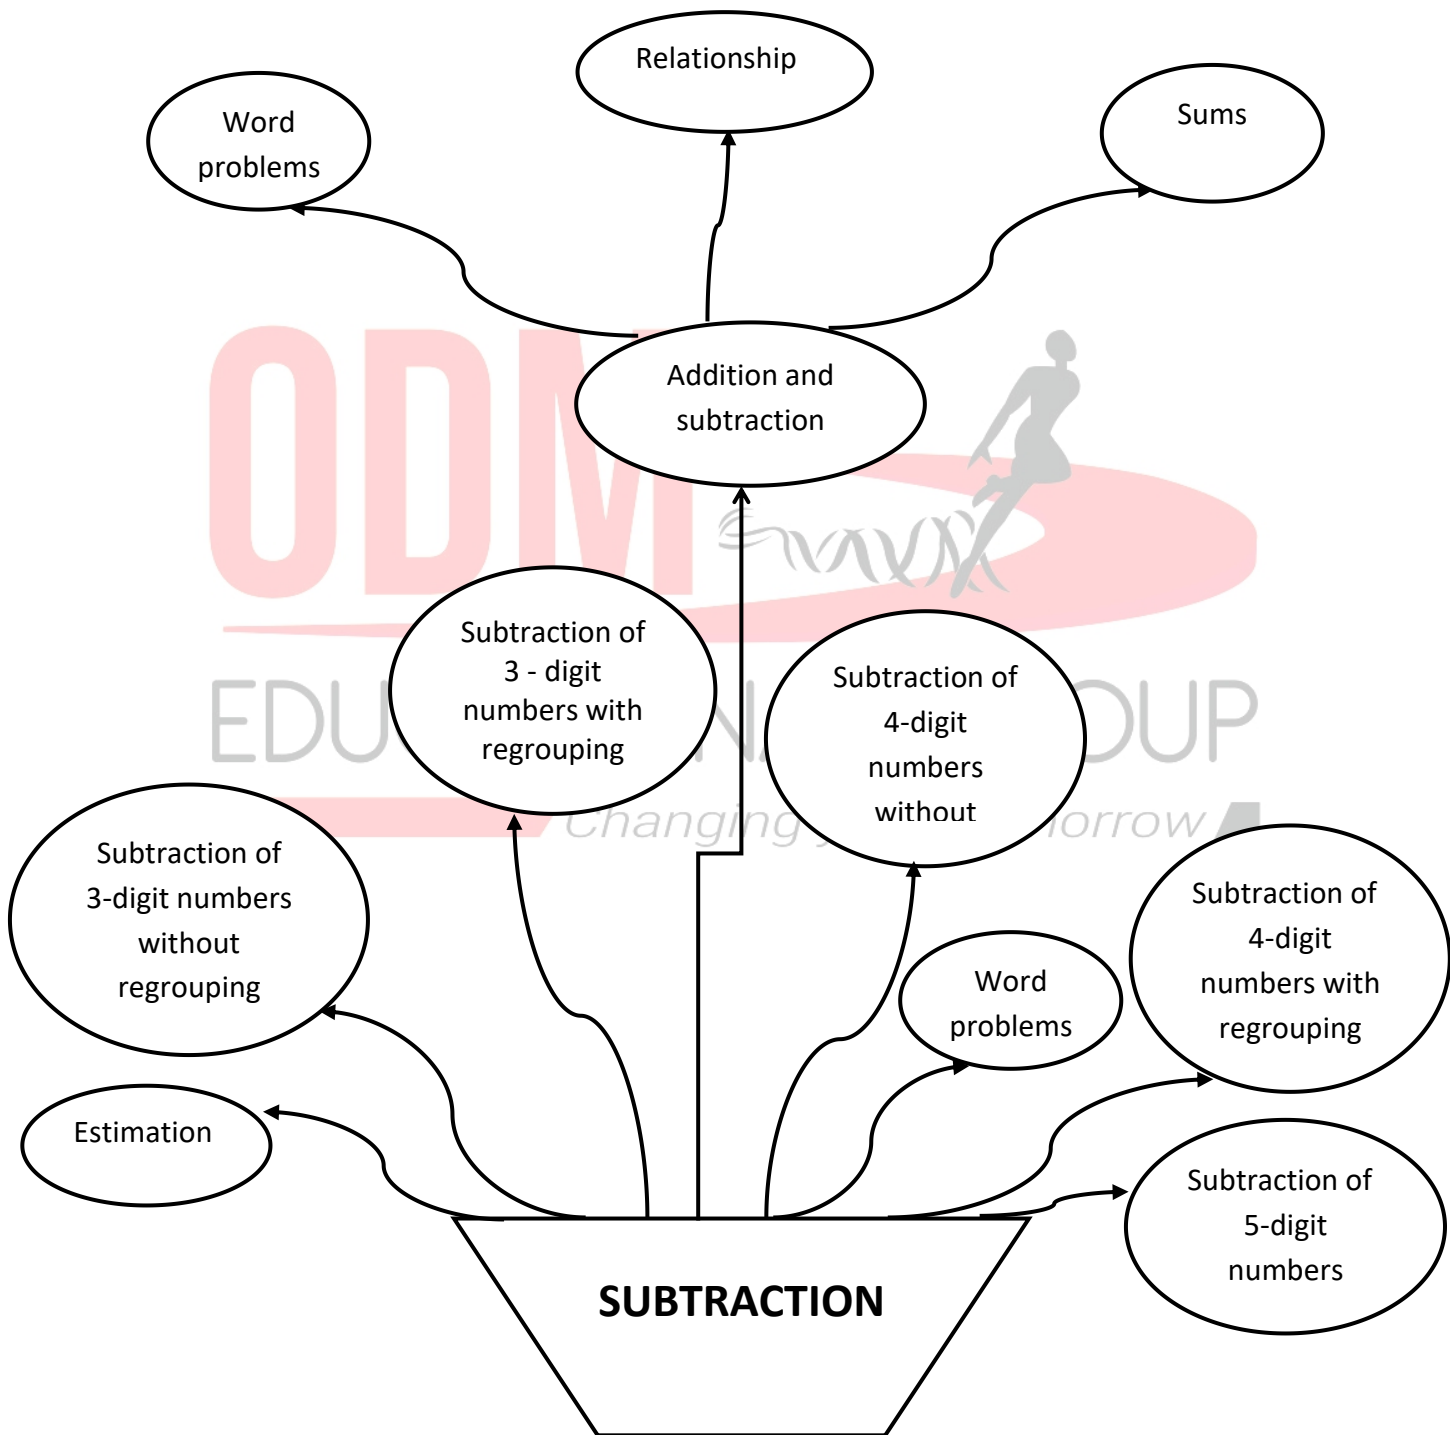 Relationship
Word
problems
Sums
Addition and
subtraction
ODM
Subtraction of
3 - digit
numbers with
regrouping
Subtraction of
4-digit
numbers
without
EDU
OUP
Changing
orrow
Subtraction of
3-digit numbers
without
regrouping
Subtraction of
4-digit
numbers with
regrouping
Word
problems
Estimation
Subtraction of
5-digit
numbers
SUBTRACTION